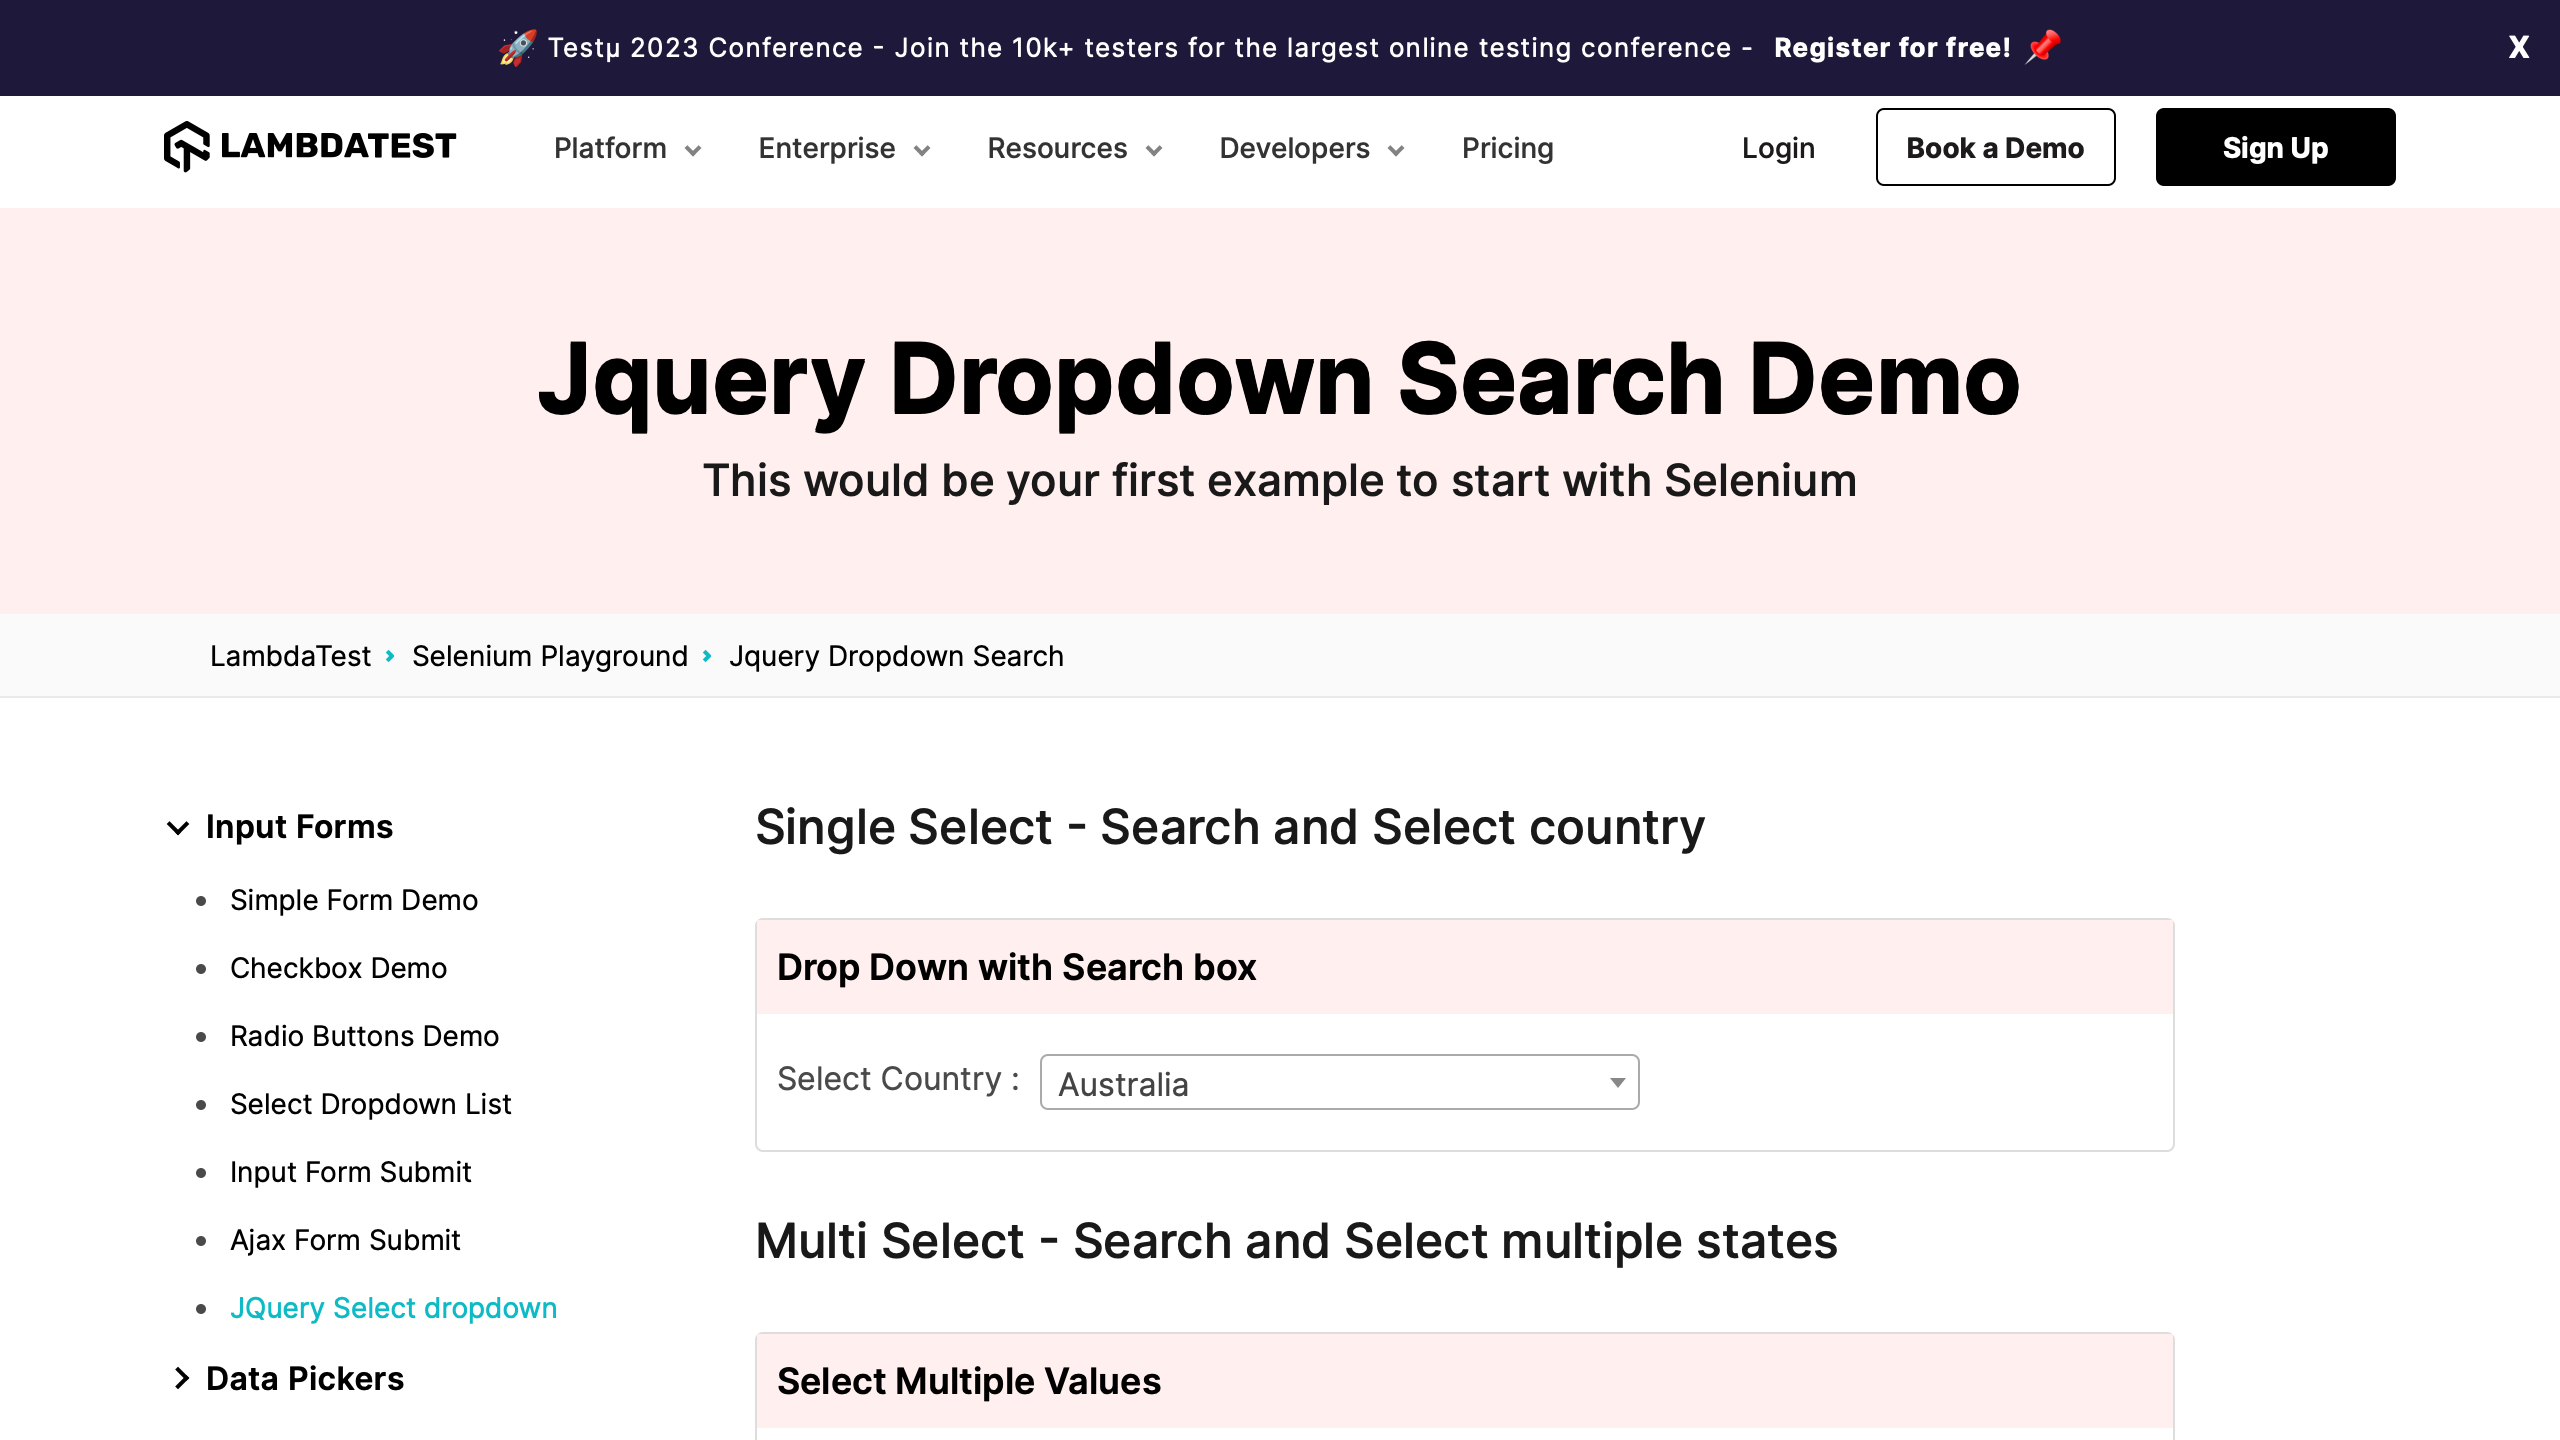 🚀 Testμ 2023 Conference - Join the 10k+ testers for the largest online testing conference - Register for free! 📌 X
LAMBDATEST Platform Enterprise Resources Developers Pricing Login Book a Demo Sign Up
Jquery Dropdown Search Demo
This would be your first example to start with Selenium
LambdaTest › Selenium Playground › Jquery Dropdown Search
Input Forms
Simple Form Demo
Checkbox Demo
Radio Buttons Demo
Select Dropdown List
Input Form Submit
Ajax Form Submit
JQuery Select dropdown
Data Pickers
Single Select - Search and Select country
Drop Down with Search box
Select Country : Australia
Multi Select - Search and Select multiple states
Select Multiple Values